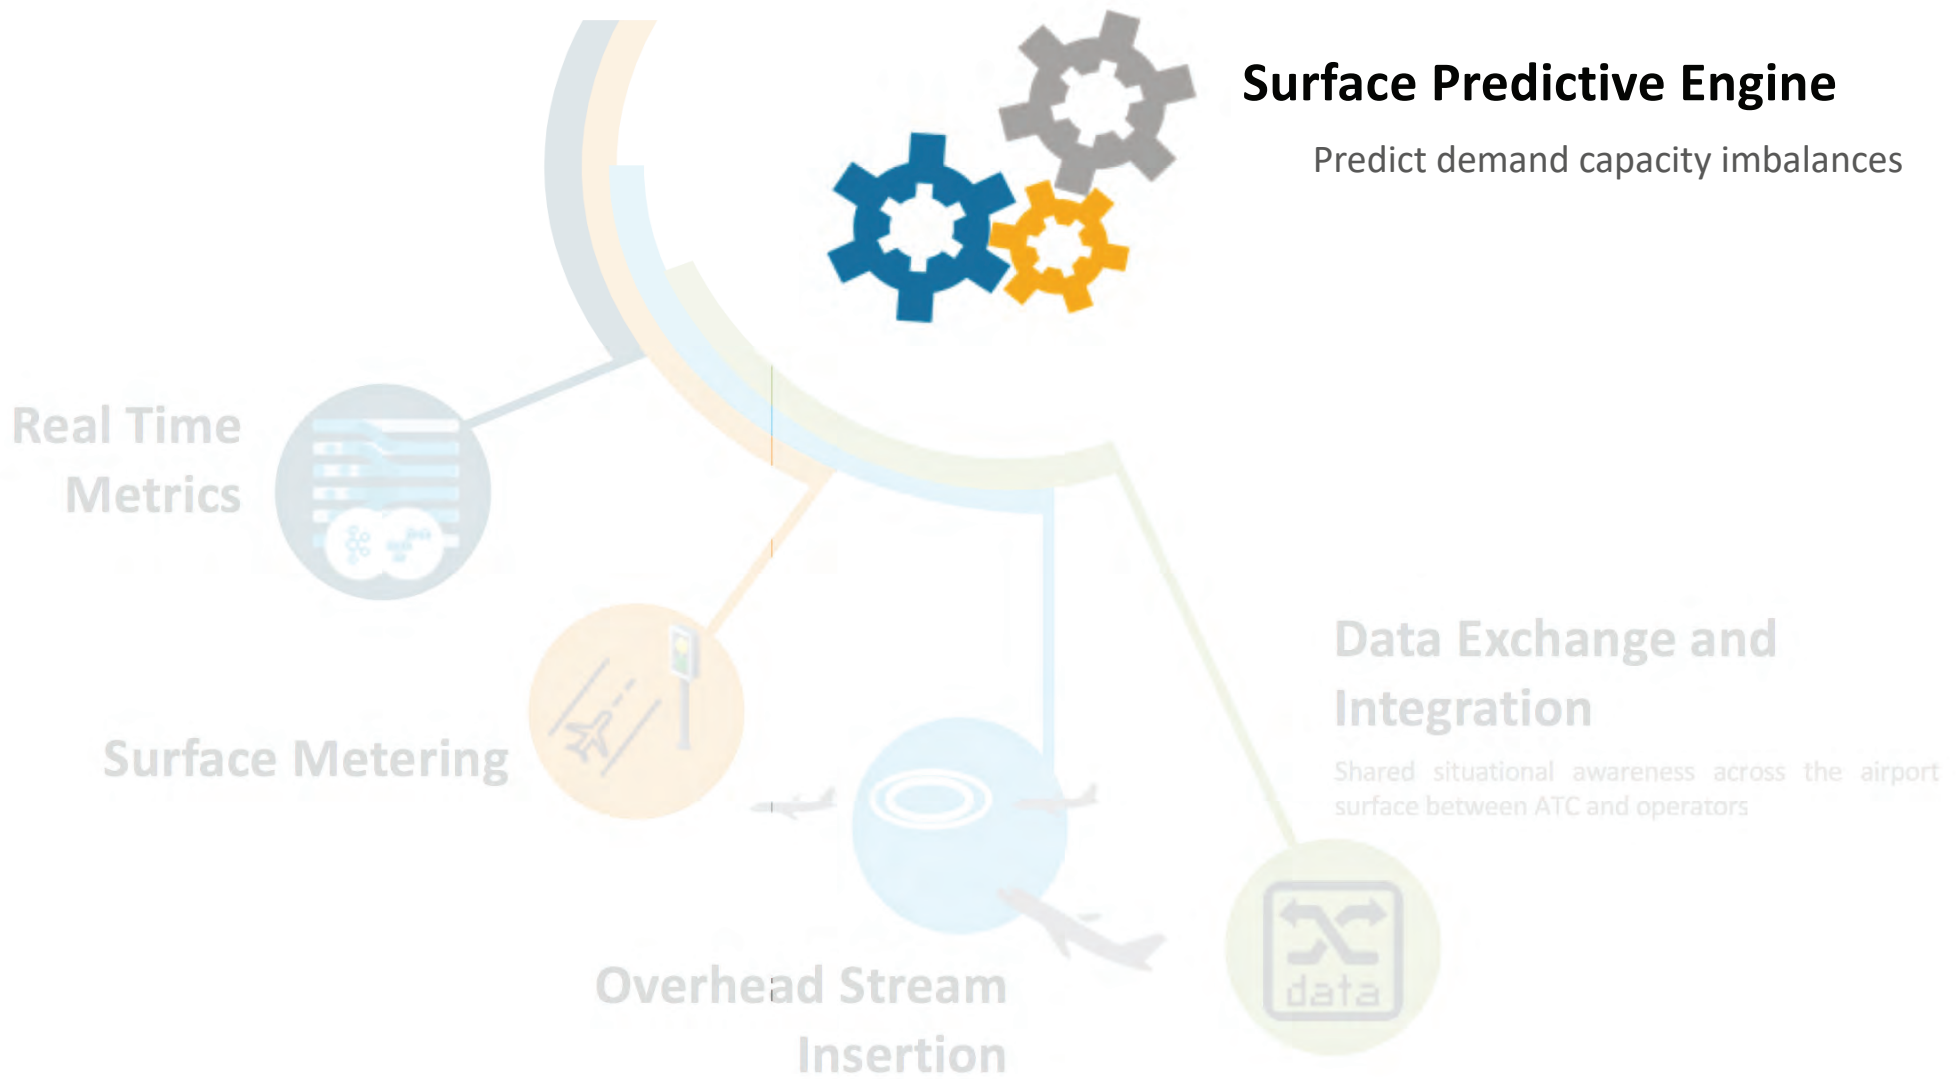 Surface Predictive Engine
Predict demand capacity imbalances
Real Time
Metrics
Surface Metering
Overhead Stream
Insertion
Data Exchange and
Integration
Shared situational awareness across the airport
surface between ATC and operators
data